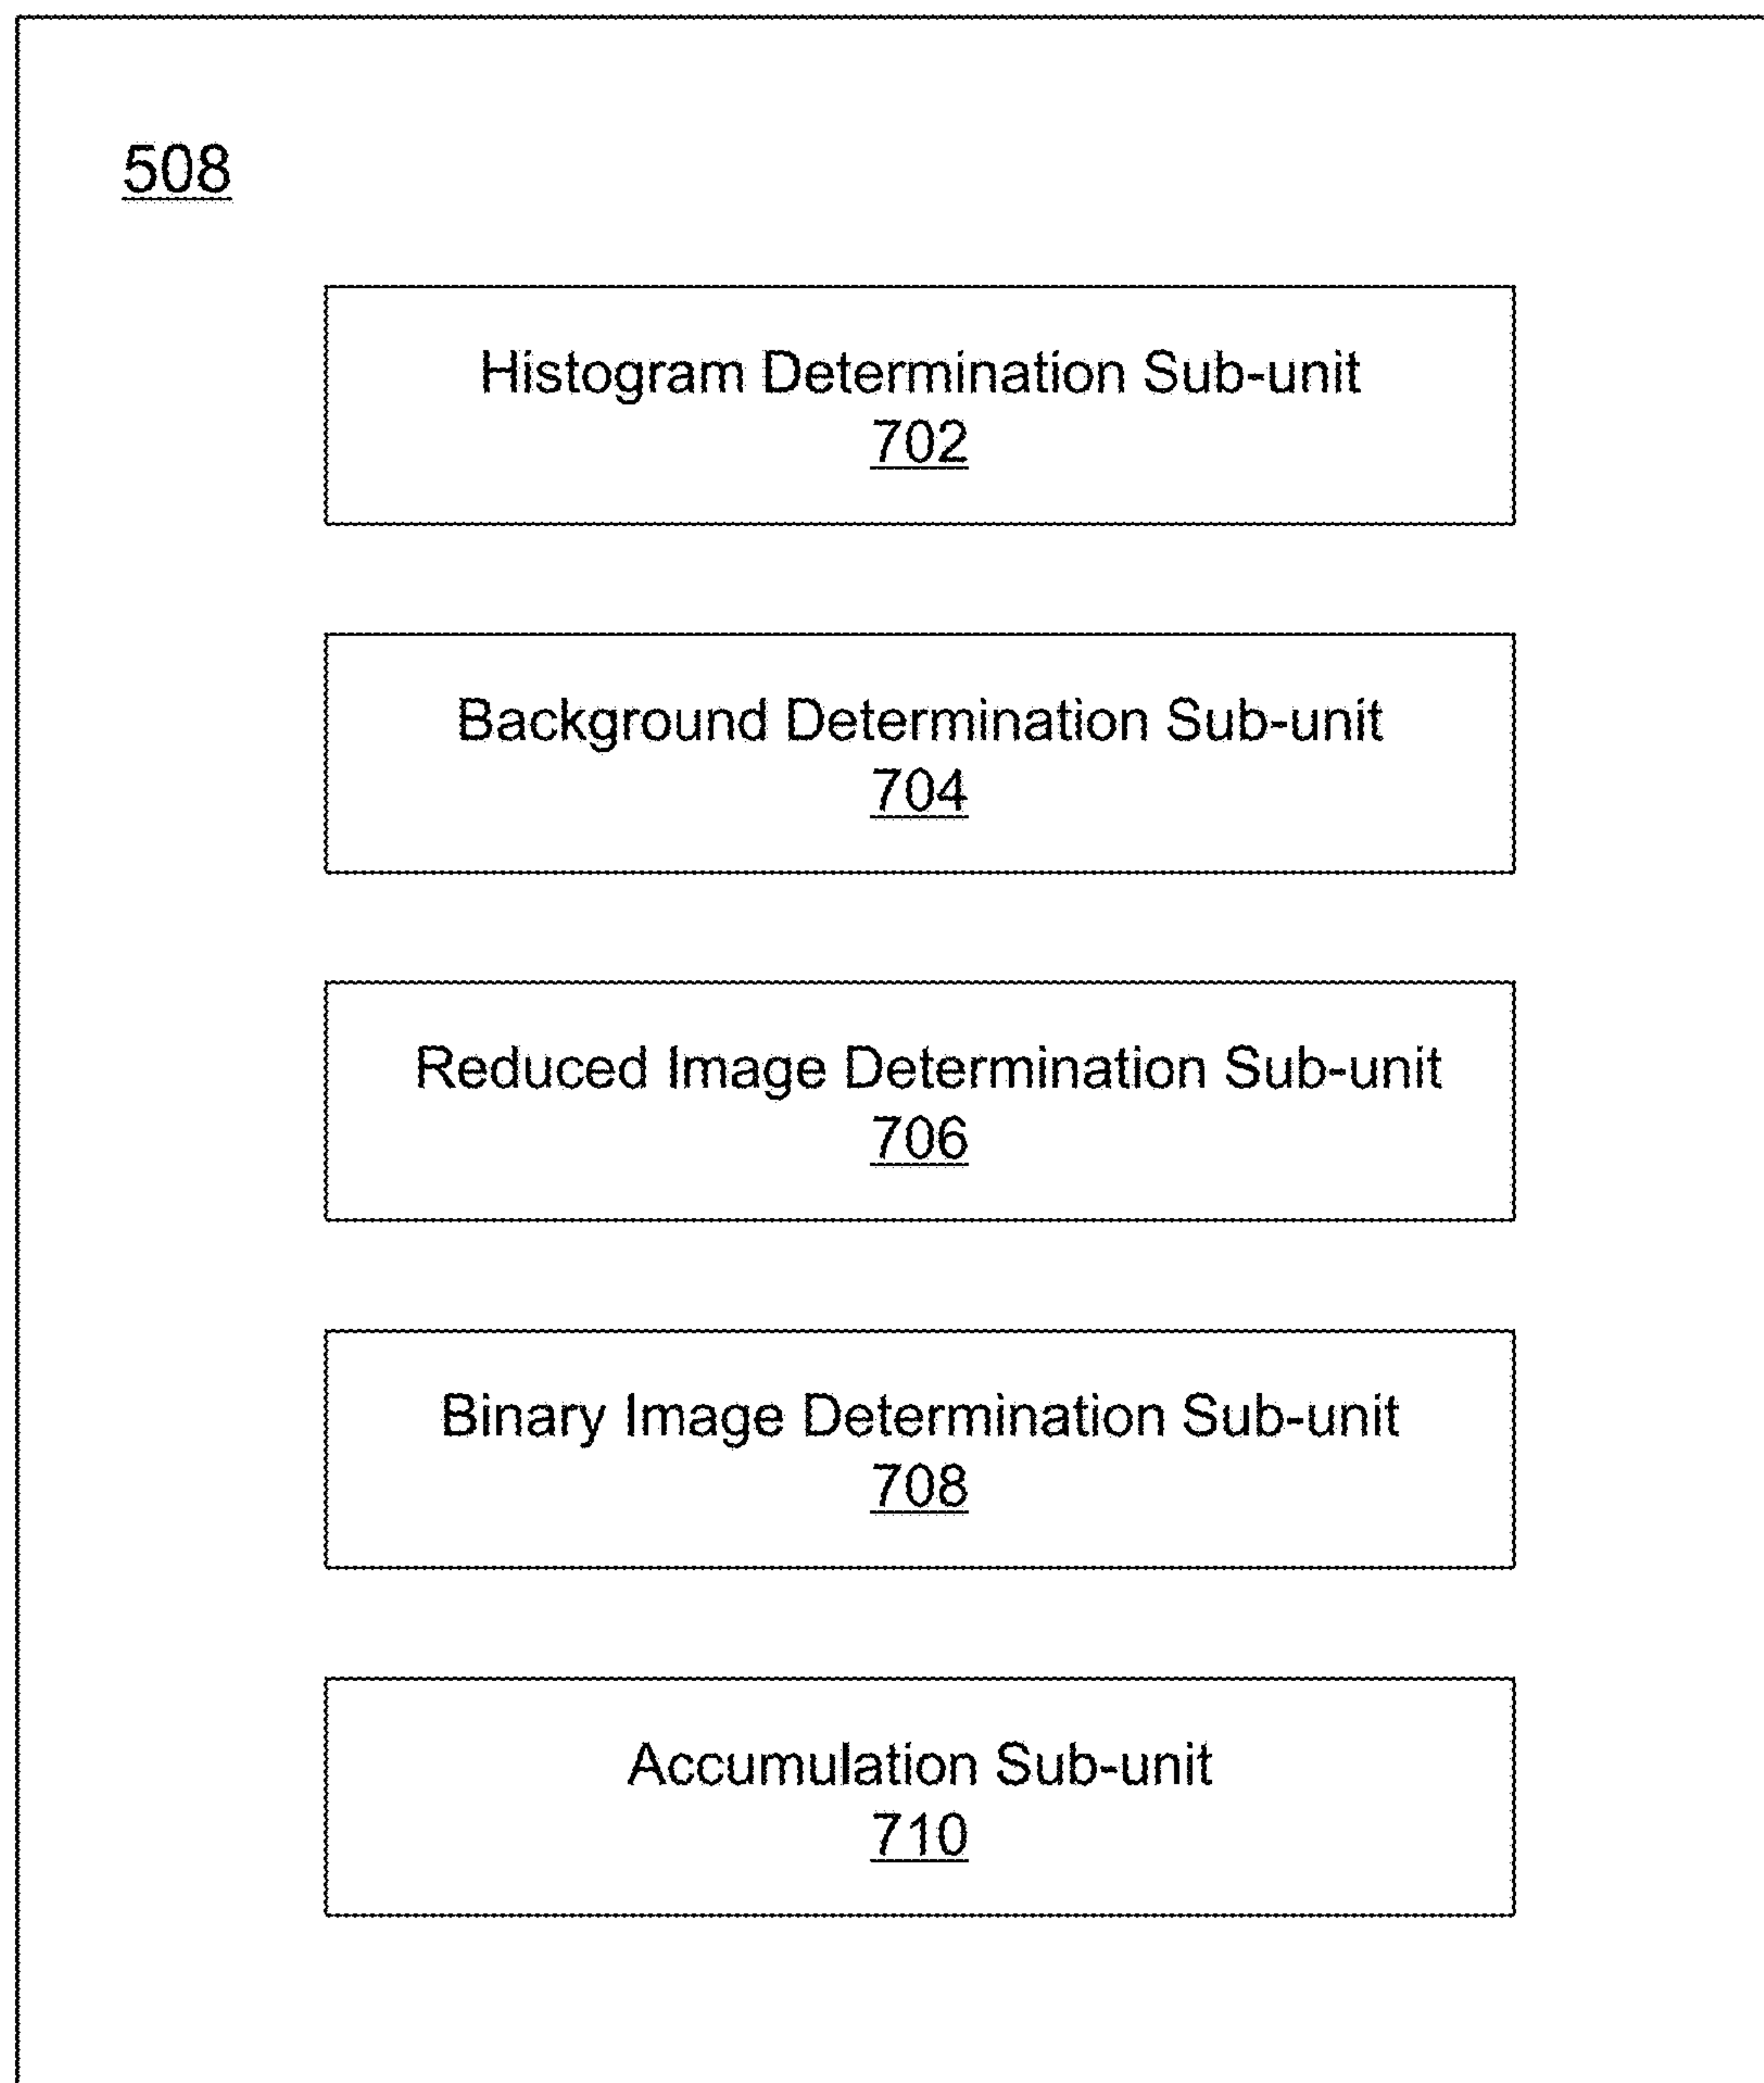 508
Histogram Determination Sub-unit
702
Background Determination Sub-unit
704
Reduced Image Determination Sub-unit
706
Binary Image Determination Sub-unit
708
Accumulation Sub-unit
710